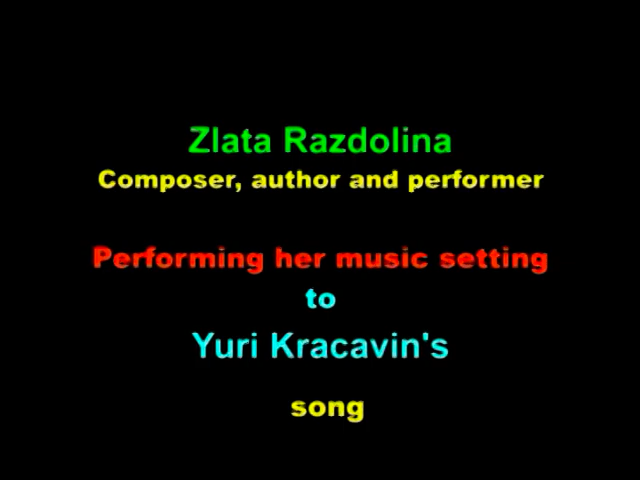 Zlata Razdolina
Composer, author and performer
Performing her music setting
to
Yuri Kracavin's
song